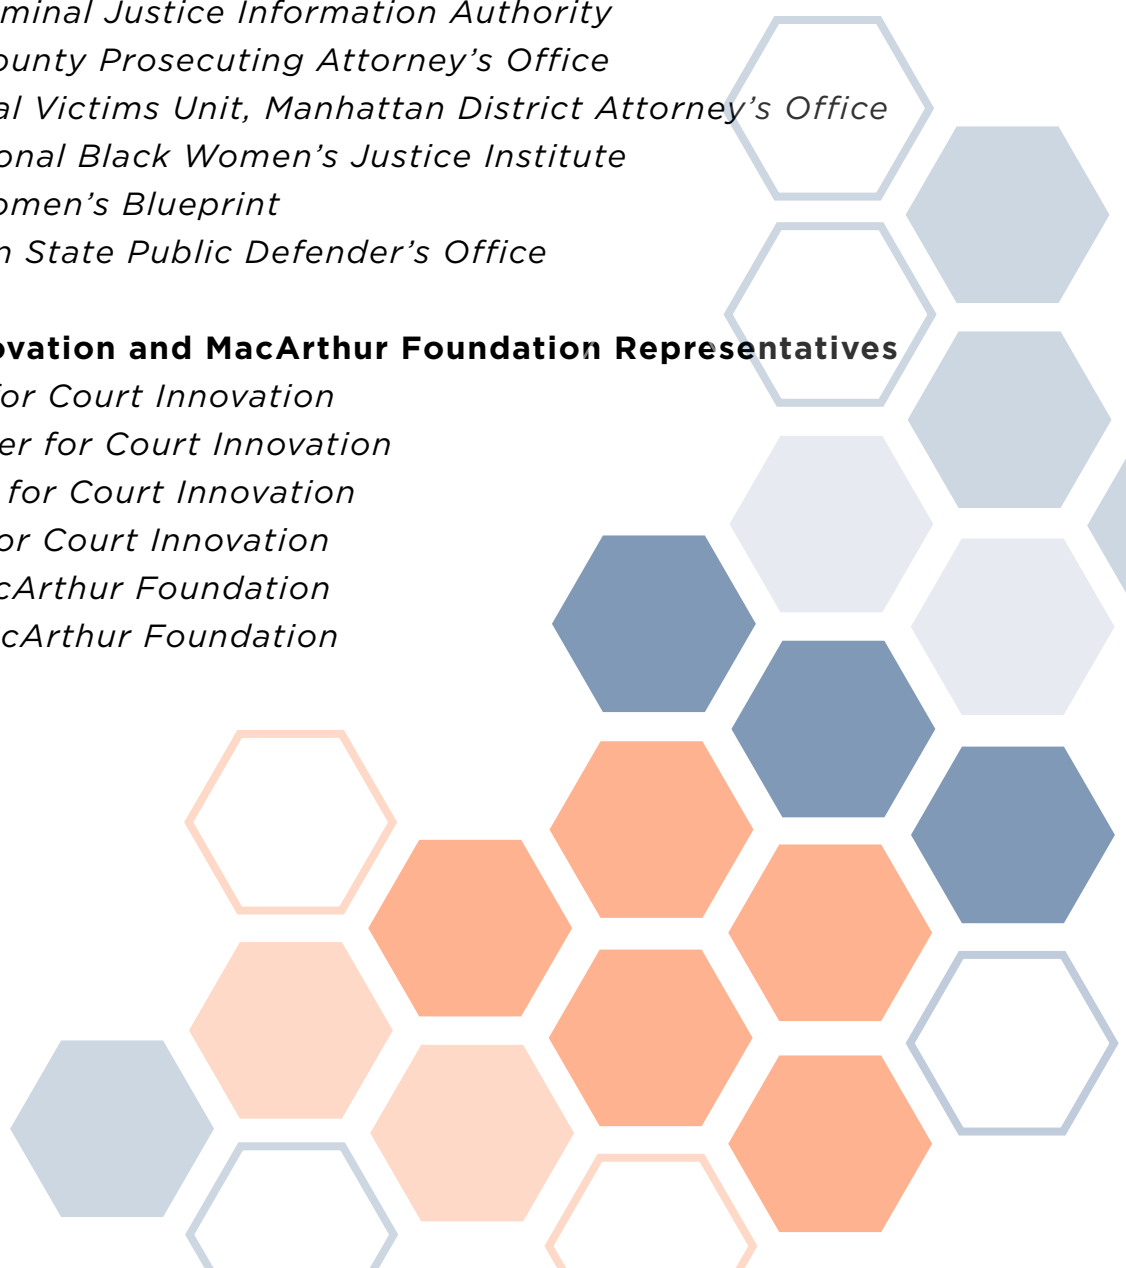 minal Justice Information Authority
ounty Prosecuting Attorney’s Office
al Victims Unit, Manhattan District Attorney’s Office
onal Black Women’s Justice Institute
omen’s Blueprint
n State Public Defender’s Office
ovation and MacArthur Foundation Representatives
for Court Innovation
er for Court Innovation
for Court Innovation
or Court Innovation
cArthur Foundation
acArthur Foundation